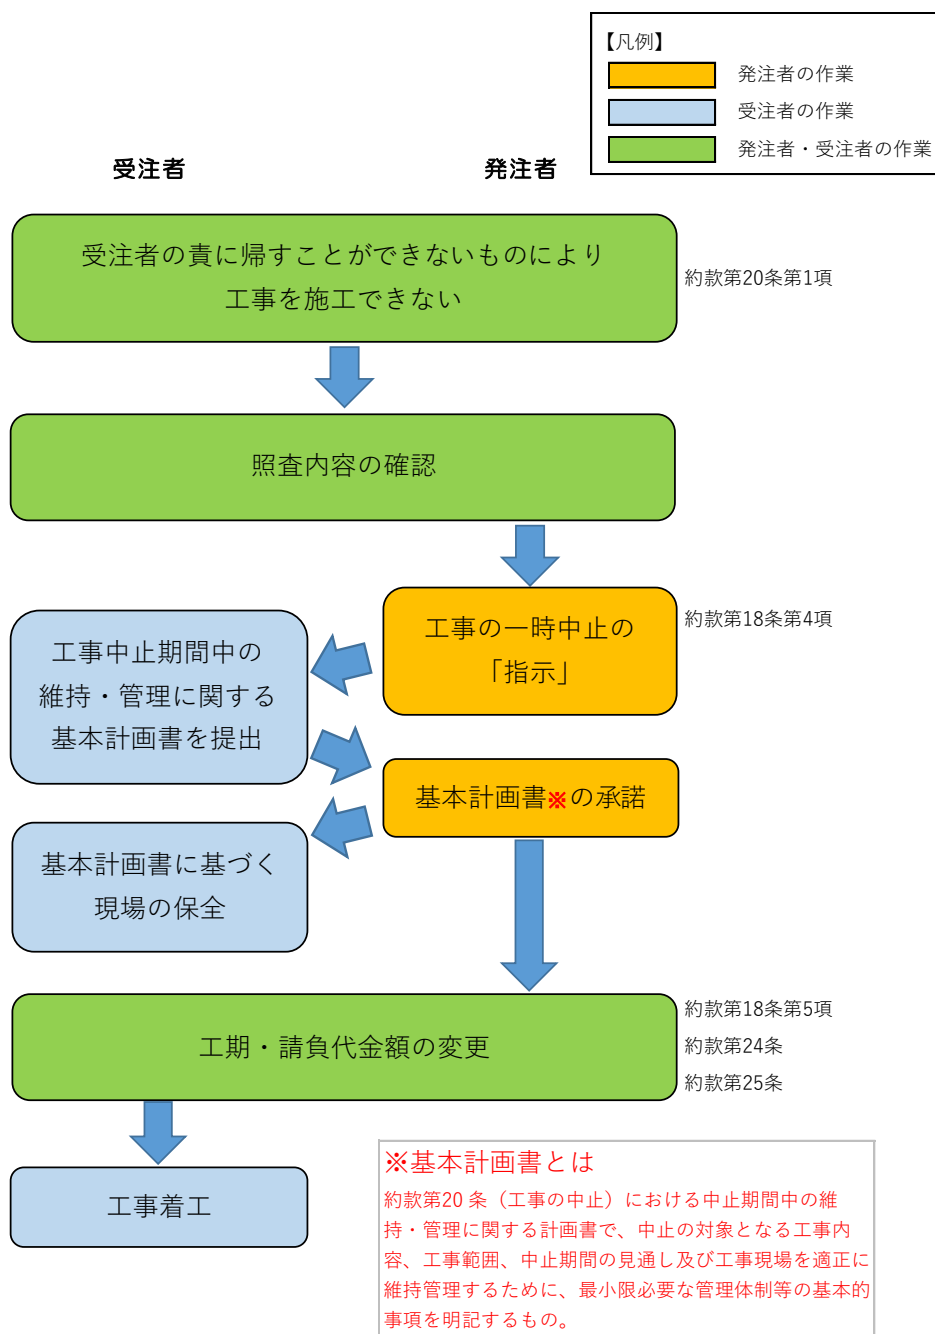 【凡例】
発注者の作業
受注者の作業
発注者・受注者の作業
受注者
発注者
受注者の責に帰すことができないものにより
工事を施工できない
約款第20条第1項
照査内容の確認
工事の一時中止の
「指示」
約款第18条第4項
工事中止期間中の
維持・管理に関する
基本計画書を提出
基本計画書※の承諾
基本計画書に基づく
現場の保全
工期・請負代金額の変更
約款第18条第5項
約款第24条
約款第25条
工事着工
※基本計画書とは
約款第20 条（工事の中止）における中止期間中の維
持・管理に関する計画書で、中止の対象となる工事内
容、工事範囲、中止期間の見通し及び工事現場を適正に
維持管理するために、最小限必要な管理体制等の基本的
事項を明記するもの。